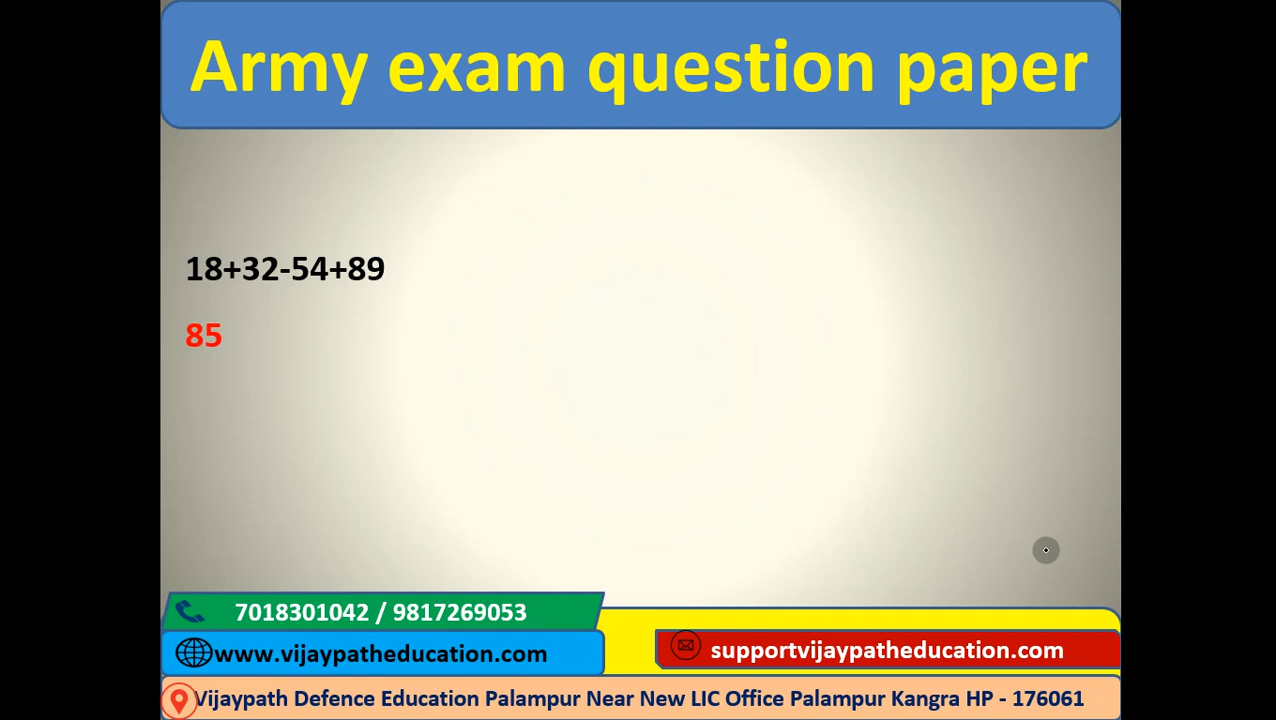 Army exam question paper
18+32-54+89
85
7018301042 / 9817269053
www.vijaypatheducation.com
supportvijaypatheducation.com
Vijaypath Defence Education Palampur Near New LIC Office Palampur Kangra HP - 176061